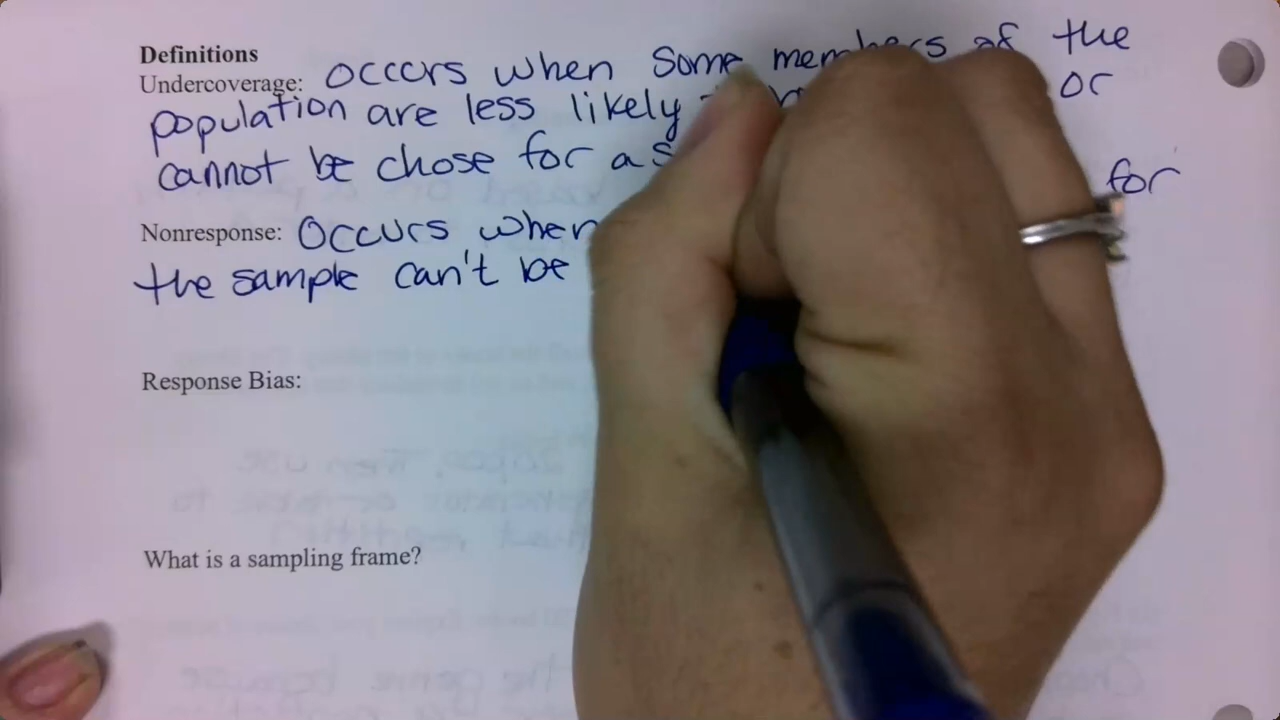 Definitions
Undercoverage: occurs when some members of the
population are less likely or
cannot be chose for a
Nonresponse: Occurs when for
the sample can't be
Response Bias:
What is a sampling frame?